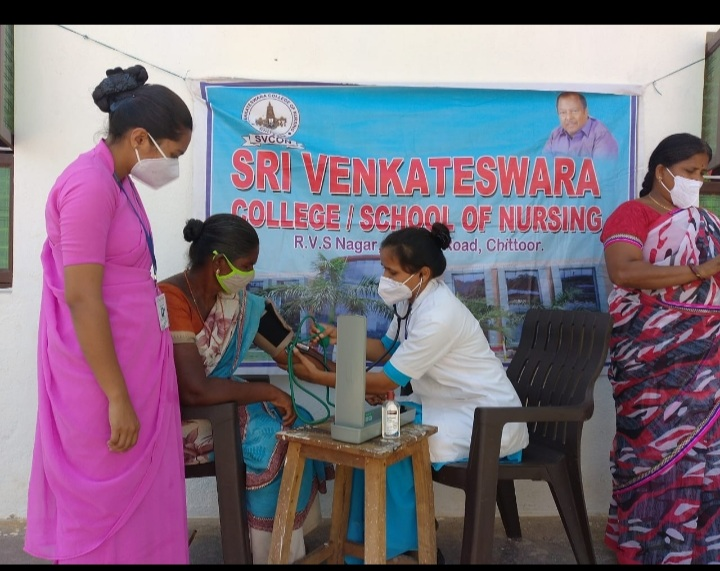 SVCON
SRI VENKATESWARA
COLLEGE / SCHOOL OF NURSING
R.V.S Nagar Road, Chittoor.